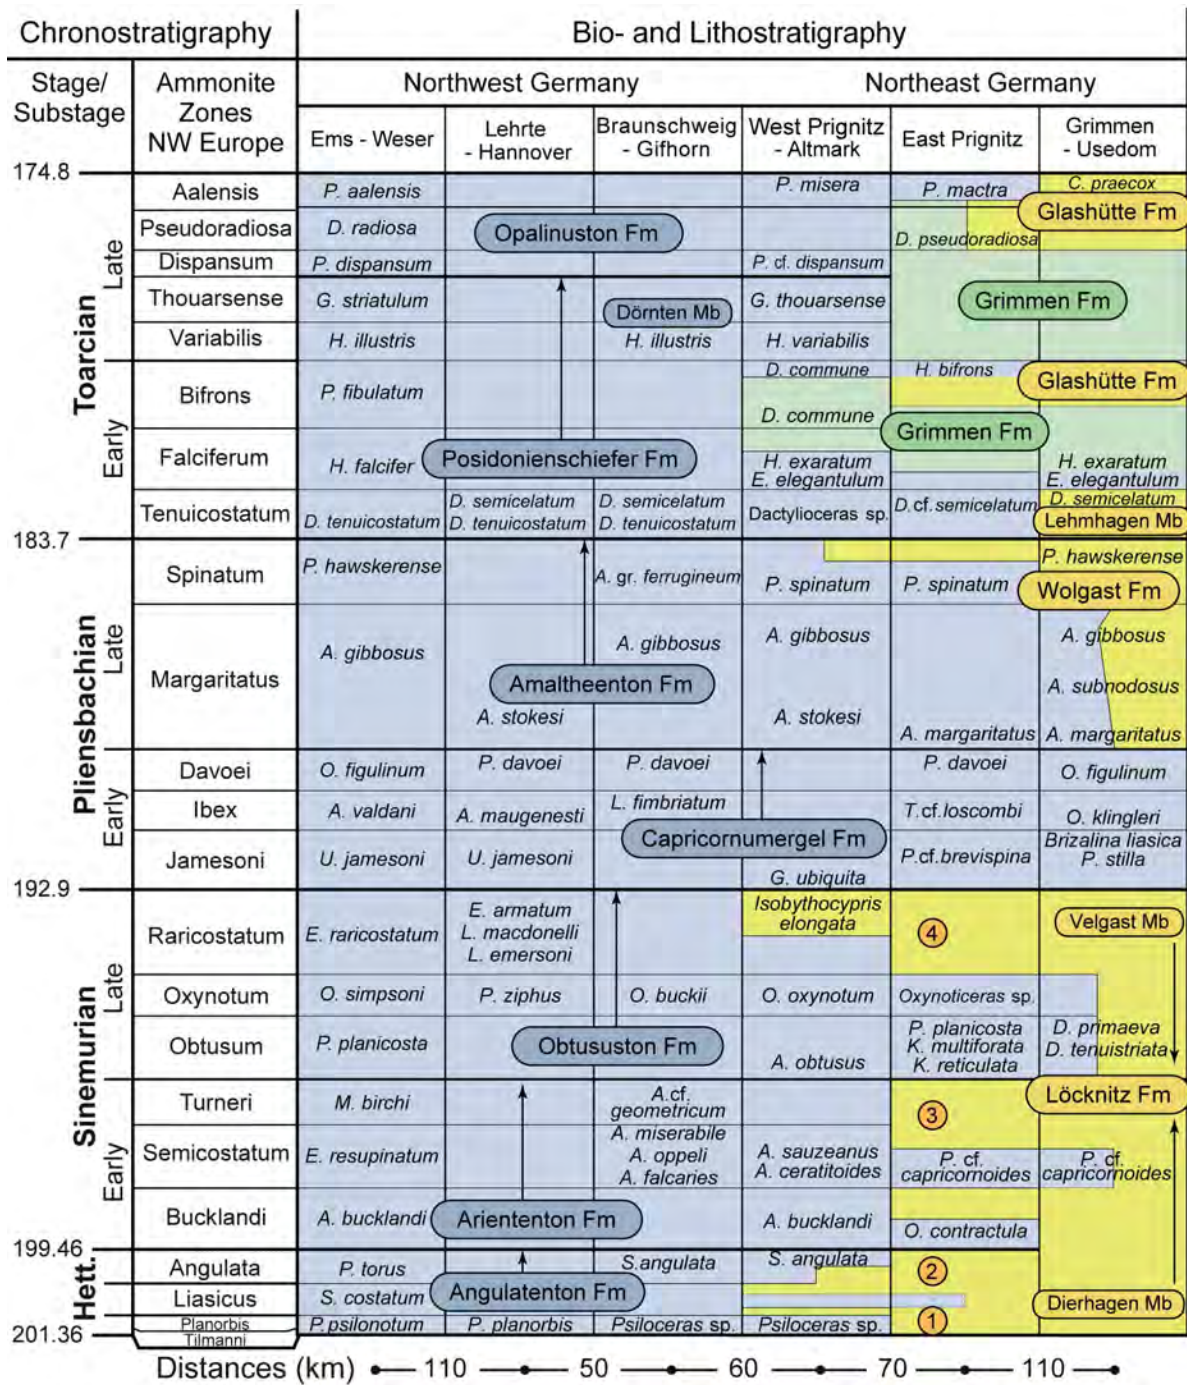 Chronostratigraphy
Bio- and Lithostratigraphy
Stage/
Substage
Ammonite
Zones
NW Europe
Northwest Germany
Northeast Germany
Ems - Weser
Lehrte
- Hannover
Braunschweig
- Gifhorn
West Prignitz
- Altmark
East Prignitz
Grimmen
- Usedom
174.8
Toarcian
Late
Early
Aalensis
P. aalensis
P. misera
P. mactra
C. praecox
Glashütte Fm
Pseudoradiosa
D. radiosa
Opalinuston Fm
D. pseudoradiosa
Dispansum
P. dispansum
P. cf. dispansum
Thouarsense
G. striatulum
Dörnten Mb
G. thouarsense
Grimmen Fm
Variabilis
H. illustris
H. illustris
H. variabilis
Bifrons
P. fibulatum
D. commune
H. bifrons
Glashütte Fm
D. commune
Grimmen Fm
Falciferum
H. falcifer
Posidonienschiefer Fm
H. exaratum
E. elegantulum
H. exaratum
E. elegantulum
Tenuicostatum
D. tenuicostatum
D. semicelatum
D. tenuicostatum
D. semicelatum
D. tenuicostatum
Dactylioceras sp.
D. cf. semicelatum
D. semicelatum
Lehmhagen Mb
183.7
Pliensbachian
Late
Early
Spinatum
P. hawskerense
A. gr. ferrugineum
P. spinatum
P. spinatum
P. hawskerense
Wolgast Fm
Margaritatus
A. gibbosus
A. gibbosus
A. gibbosus
A. gibbosus
Amaltheenton Fm
A. subnodosus
A. stokesi
A. stokesi
A. margaritatus
A. margaritatus
Davoei
O. figulinum
P. davoei
P. davoei
P. davoei
O. figulinum
Ibex
A. valdani
A. maugenesti
L. fimbriatum
T. cf. loscombi
O. klingleri
Capricornumergel Fm
Jamesoni
U. jamesoni
U. jamesoni
G. ubiquita
P. cf. brevispina
Brizalina liasica
P. stilla
192.9
Sinemurian
Late
Early
Raricostatum
E. raricostatum
E. armatum
L. macdonelli
L. emersoni
Isobythocypris
elongata
4
Velgast Mb
Oxynotum
O. simpsoni
P. ziphus
O. buckii
O. oxynotum
Oxynoticeras sp.
Obtusum
P. planicosta
Obtususton Fm
A. obtusus
P. planicosta
K. multiforata
K. reticulata
D. primaeva
D. tenuistriata
Turneri
M. birchi
A. cf.
geometricum
3
Löcknitz Fm
Semicostatum
E. resupinatum
A. miserabile
A. oppeli
A. falcaries
A. sauzeanus
A. ceratitoides
P. cf.
capricornoides
P. cf.
capricornoides
Bucklandi
A. bucklandi
Arietenton Fm
A. bucklandi
O. contractula
199.46
Hett.
Angulata
P. torus
S. angulata
S. angulata
2
Angulatenton Fm
Liasicus
S. costatum
Dierhagen Mb
Planorbis
P. psilonotum
P. planorbis
Psiloceras sp.
Psiloceras sp.
1
201.36
Tilmanni
Distances (km) 110 50 60 70 110